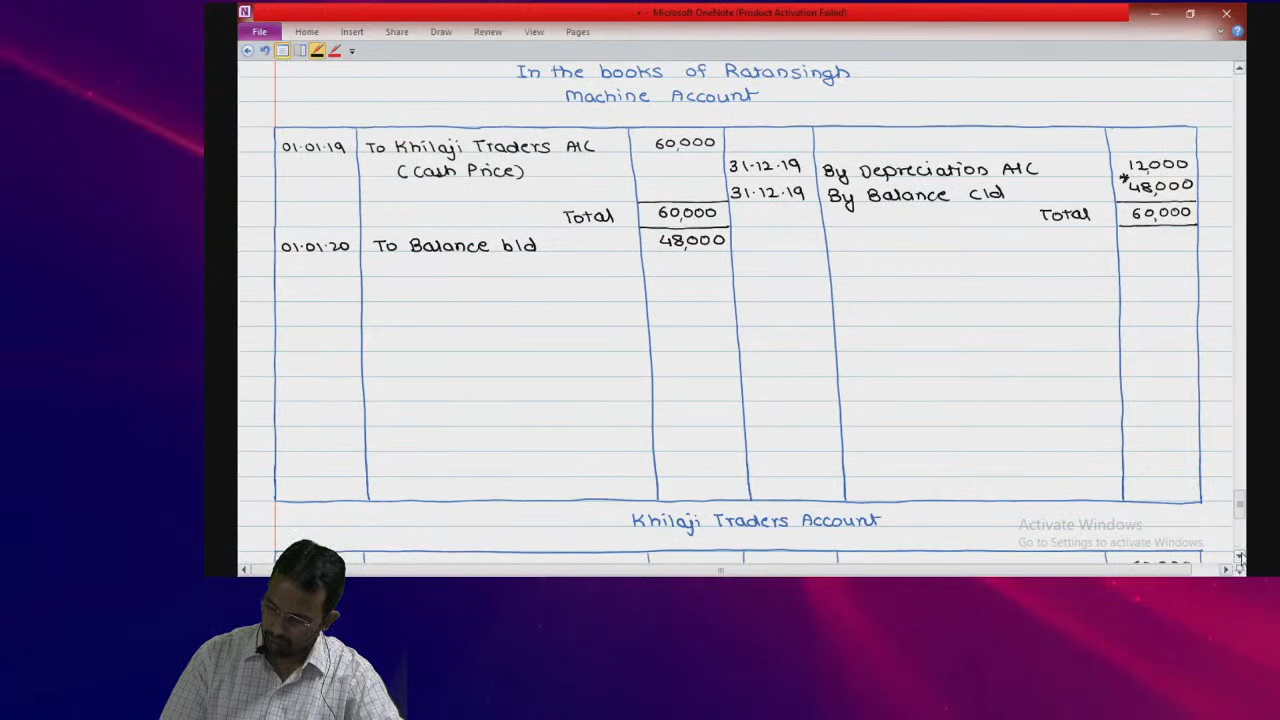 Microsoft OneNote (Product Activation Failed)
File Home Insert Share Draw Review View Pages
In the books of Ratansingh
Machine Account
01.01.19 To Khilaji Traders A/C 60,000
(Cash Price) 31.12.19 By Depreciation A/C 12,000
31.12.19 By Balance c/d *48,000
Total 60,000 Total 60,000
01.01.20 To Balance b/d 48,000
Khilaji Traders Account
Activate Windows
Go to Settings to activate Windows.